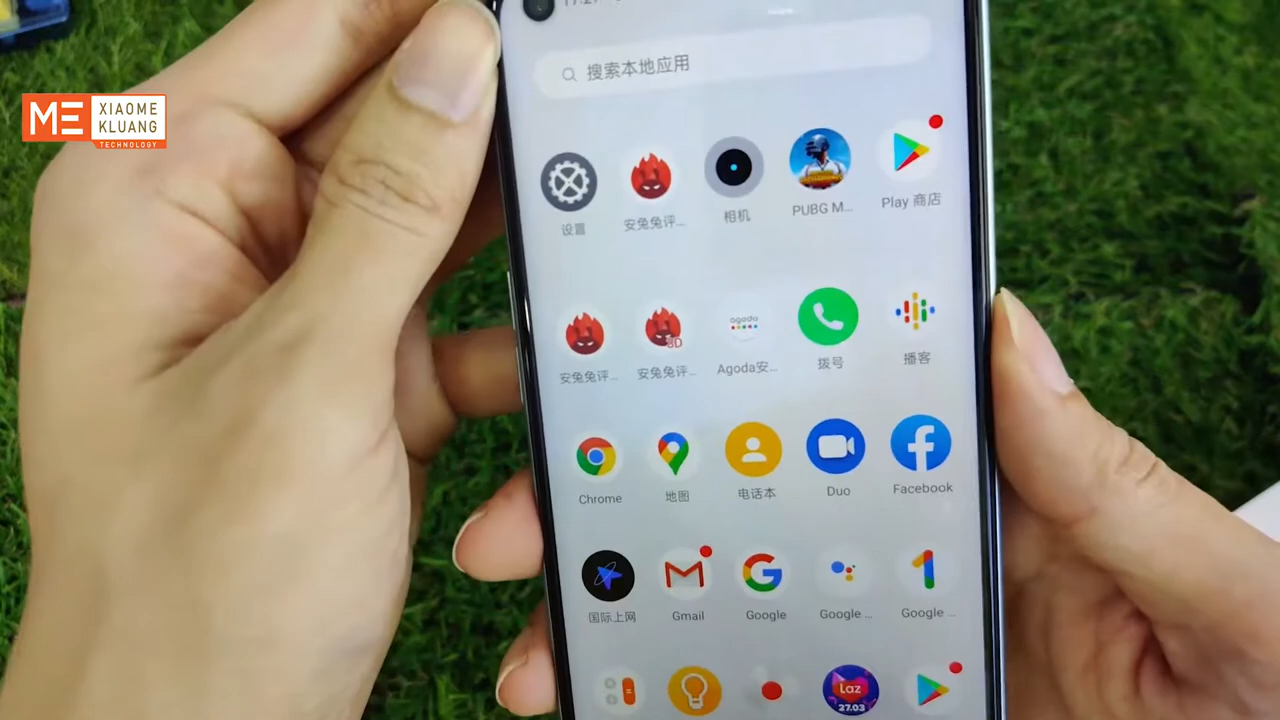 ME XIAOME
KLUANG
TECHNOLOGY
搜索本地应用
设置
安兔兔评...
相机
PUBG M...
Play 商店
安兔兔评...
3D
安兔兔评...
agoda
Agoda安...
拨号
播客
Chrome
地图
电话本
Duo
Facebook
国际上网
Gmail
Google
Google ...
Google ...
Laz
27.03